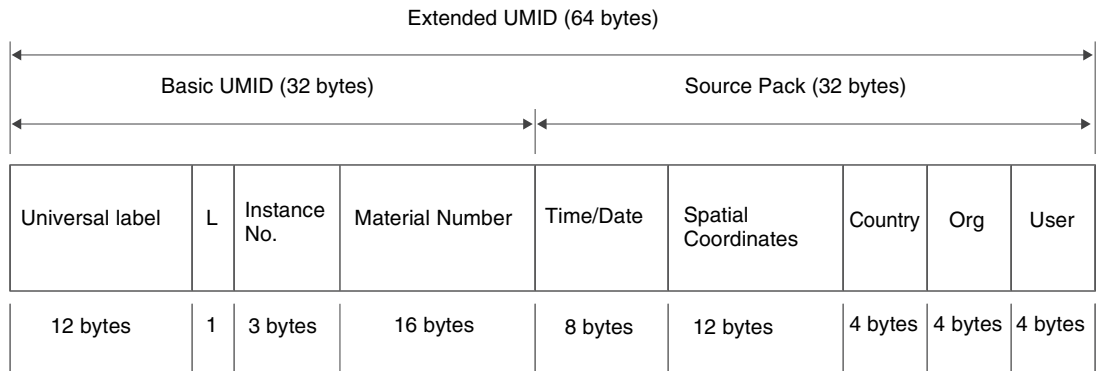 Extended UMID (64 bytes)
Basic UMID (32 bytes)
Source Pack (32 bytes)
Universal label
L
Instance
No.
Material Number
Time/Date
Spatial
Coordinates
Country
Org
User
12 bytes
1
3 bytes
16 bytes
8 bytes
12 bytes
4 bytes
4 bytes
4 bytes